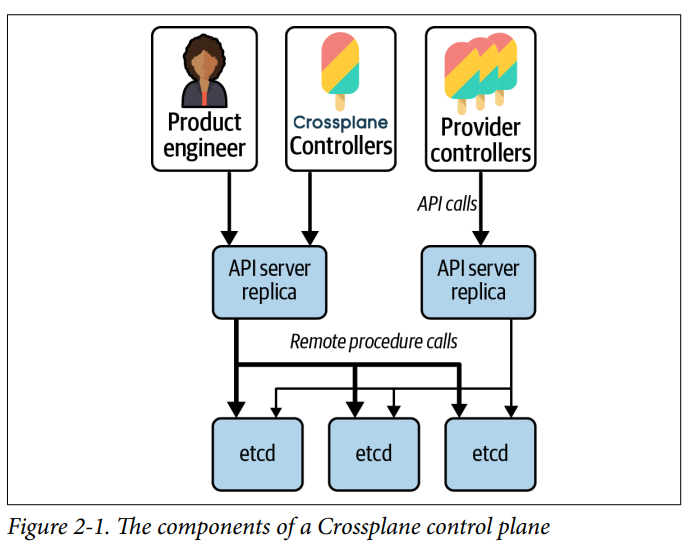 Product
engineer
Crossplane
Controllers
Provider
controllers
API calls
API server
replica
API server
replica
Remote procedure calls
etcd
etcd
etcd
Figure 2-1. The components of a Crossplane control plane